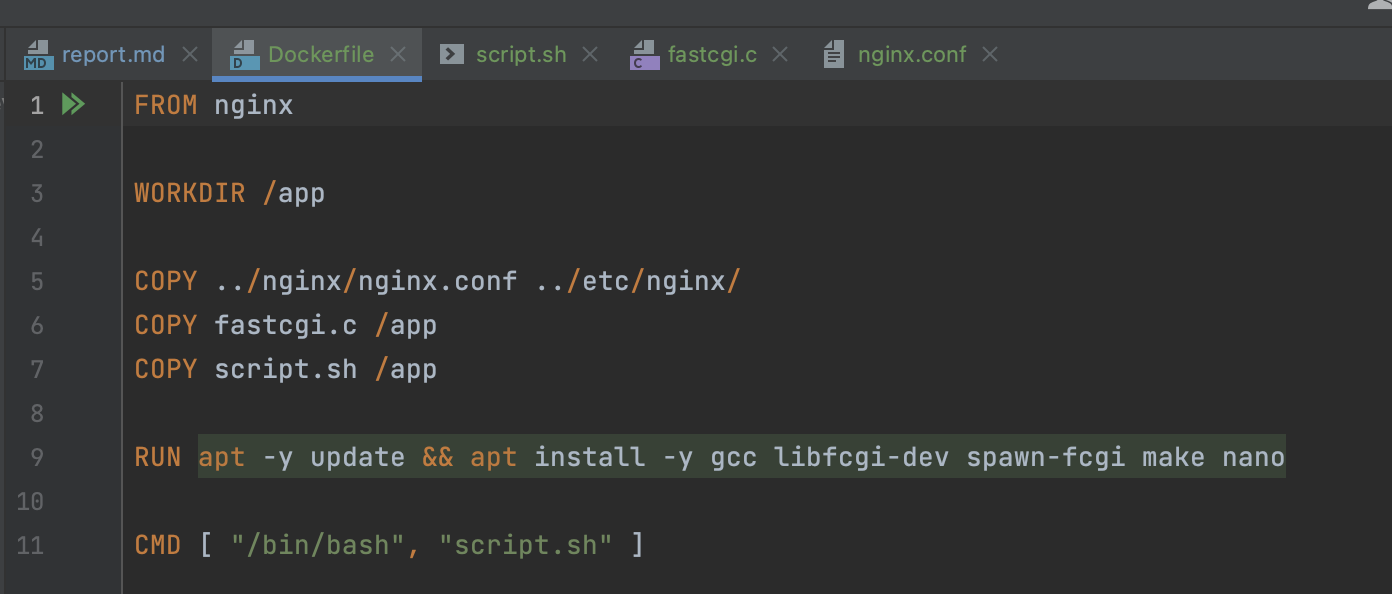 MD report.md D Dockerfile script.sh C fastcgi.c nginx.conf
1 FROM nginx
2
3 WORKDIR /app
4
5 COPY ../nginx/nginx.conf ../etc/nginx/
6 COPY fastcgi.c /app
7 COPY script.sh /app
8
9 RUN apt -y update && apt install -y gcc libfcgi-dev spawn-fcgi make nano
10
11 CMD [ "/bin/bash", "script.sh" ]